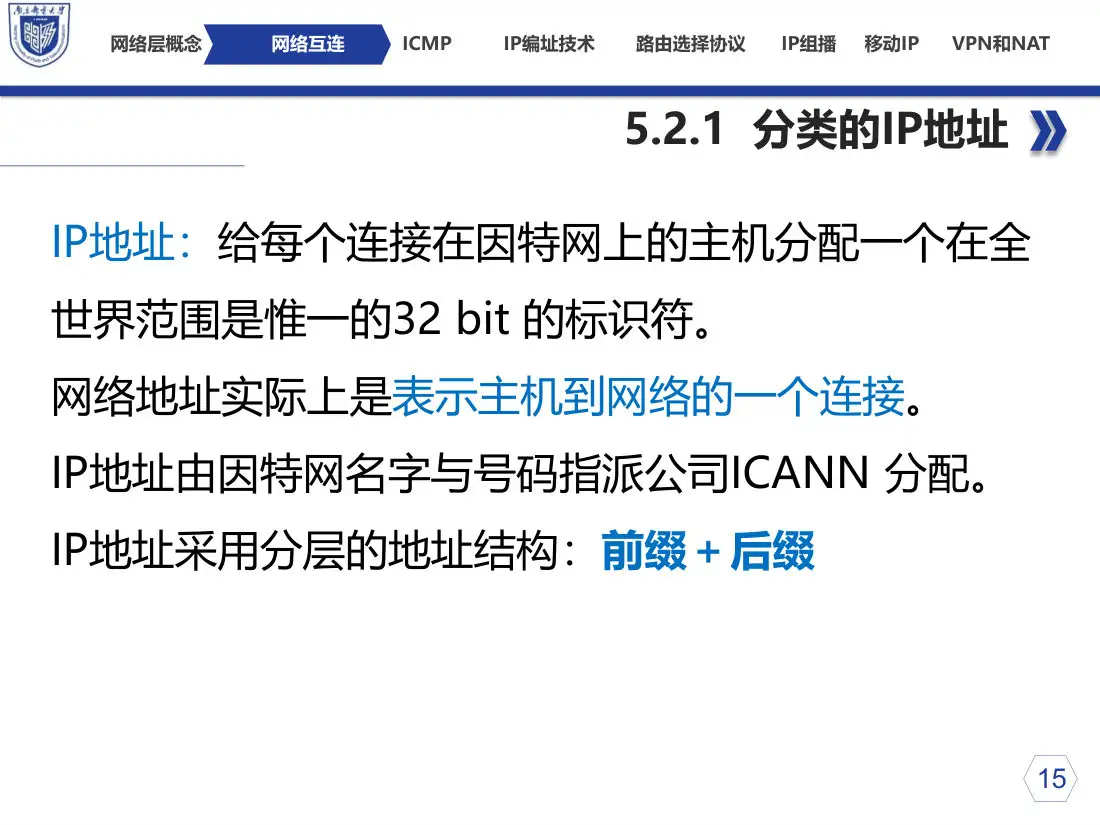 网络层概念 网络互连 ICMP IP编址技术 路由选择协议 IP组播 移动IP VPN和NAT
5.2.1 分类的IP地址
IP地址：给每个连接在因特网上的主机分配一个在全
世界范围是惟一的32 bit 的标识符。
网络地址实际上是表示主机到网络的一个连接。
IP地址由因特网名字与号码指派公司ICANN 分配。
IP地址采用分层的地址结构：前缀+后缀
15